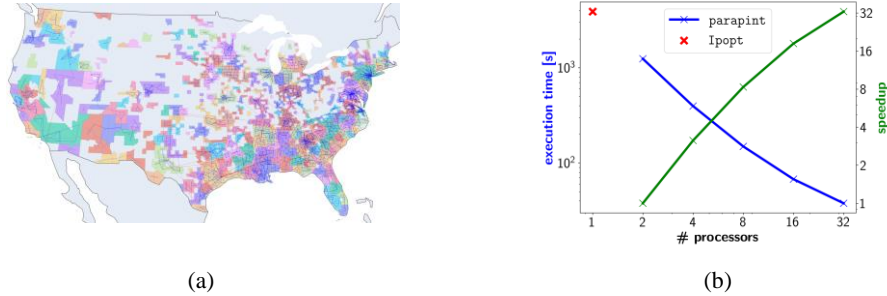 parapint
Ipopt
execution time [s]
10³
10²
speedup
32
16
8
4
2
1
1 2 4 8 16 32
# processors
(a) (b)